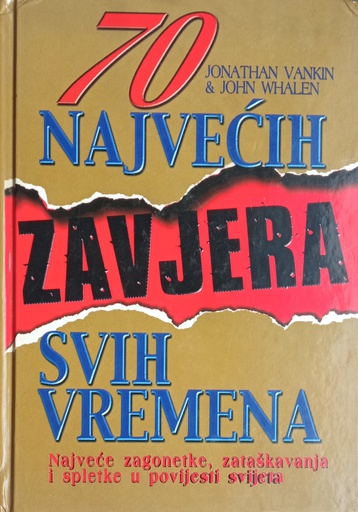 70
JONATHAN VANKIN
& JOHN WHALEN
NAJVEĆIH
ZAVJERA
SVIH
VREMENA
Najveće zagonetke, zataškavanja
i spletke u povijesti svijeta